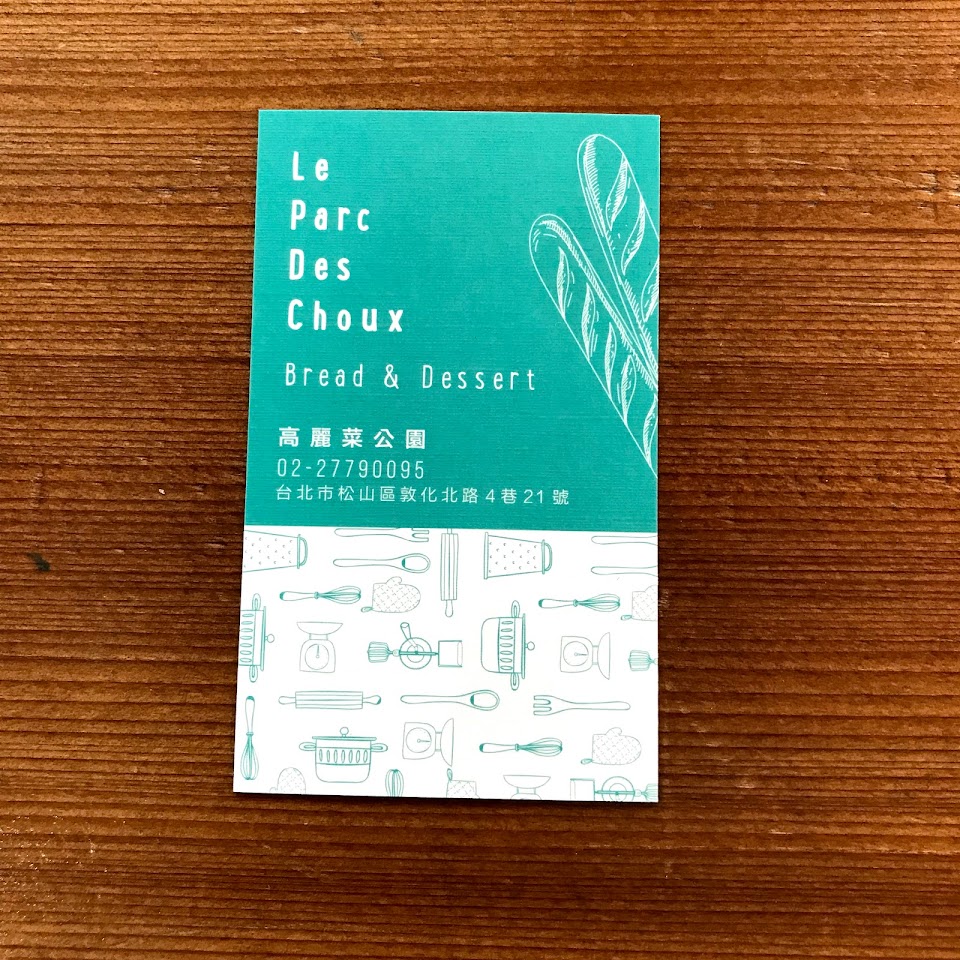 Le
Parc
Des
Choux
Bread & Dessert
高麗菜公園
02-27790095
台北市松山區敦化北路4巷21號